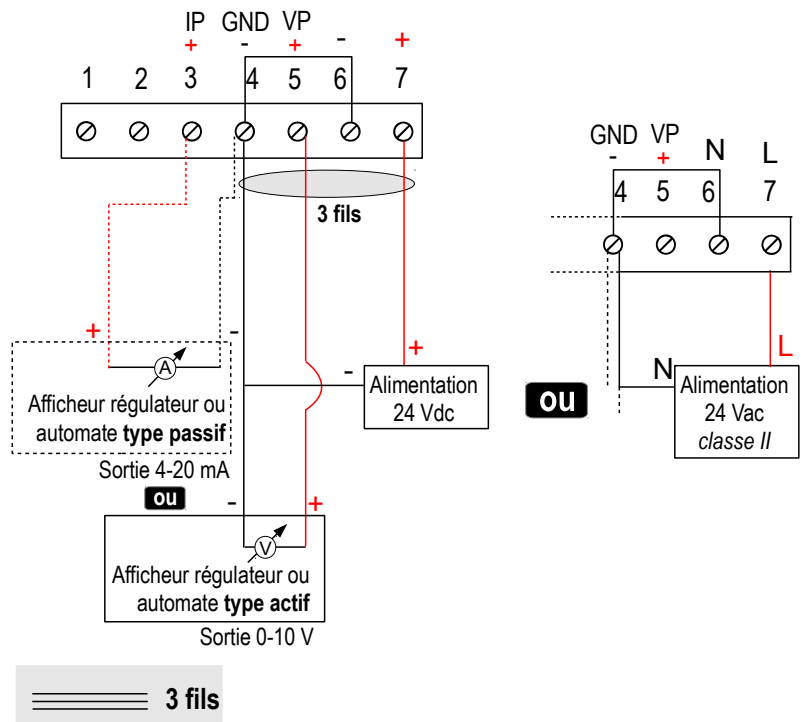 IP GND VP
+ - + - +
1 2 3 4 5 6 7
3 fils
+
-
-
+
A
Afficheur régulateur ou
automate type passif
Sortie 4-20 mA
Alimentation
24 Vdc
ou
-
+
V
Afficheur régulateur ou
automate type actif
Sortie 0-10 V
3 fils
ou
GND VP N L
- +
4 5 6 7
L
N
Alimentation
24 Vac
classe II